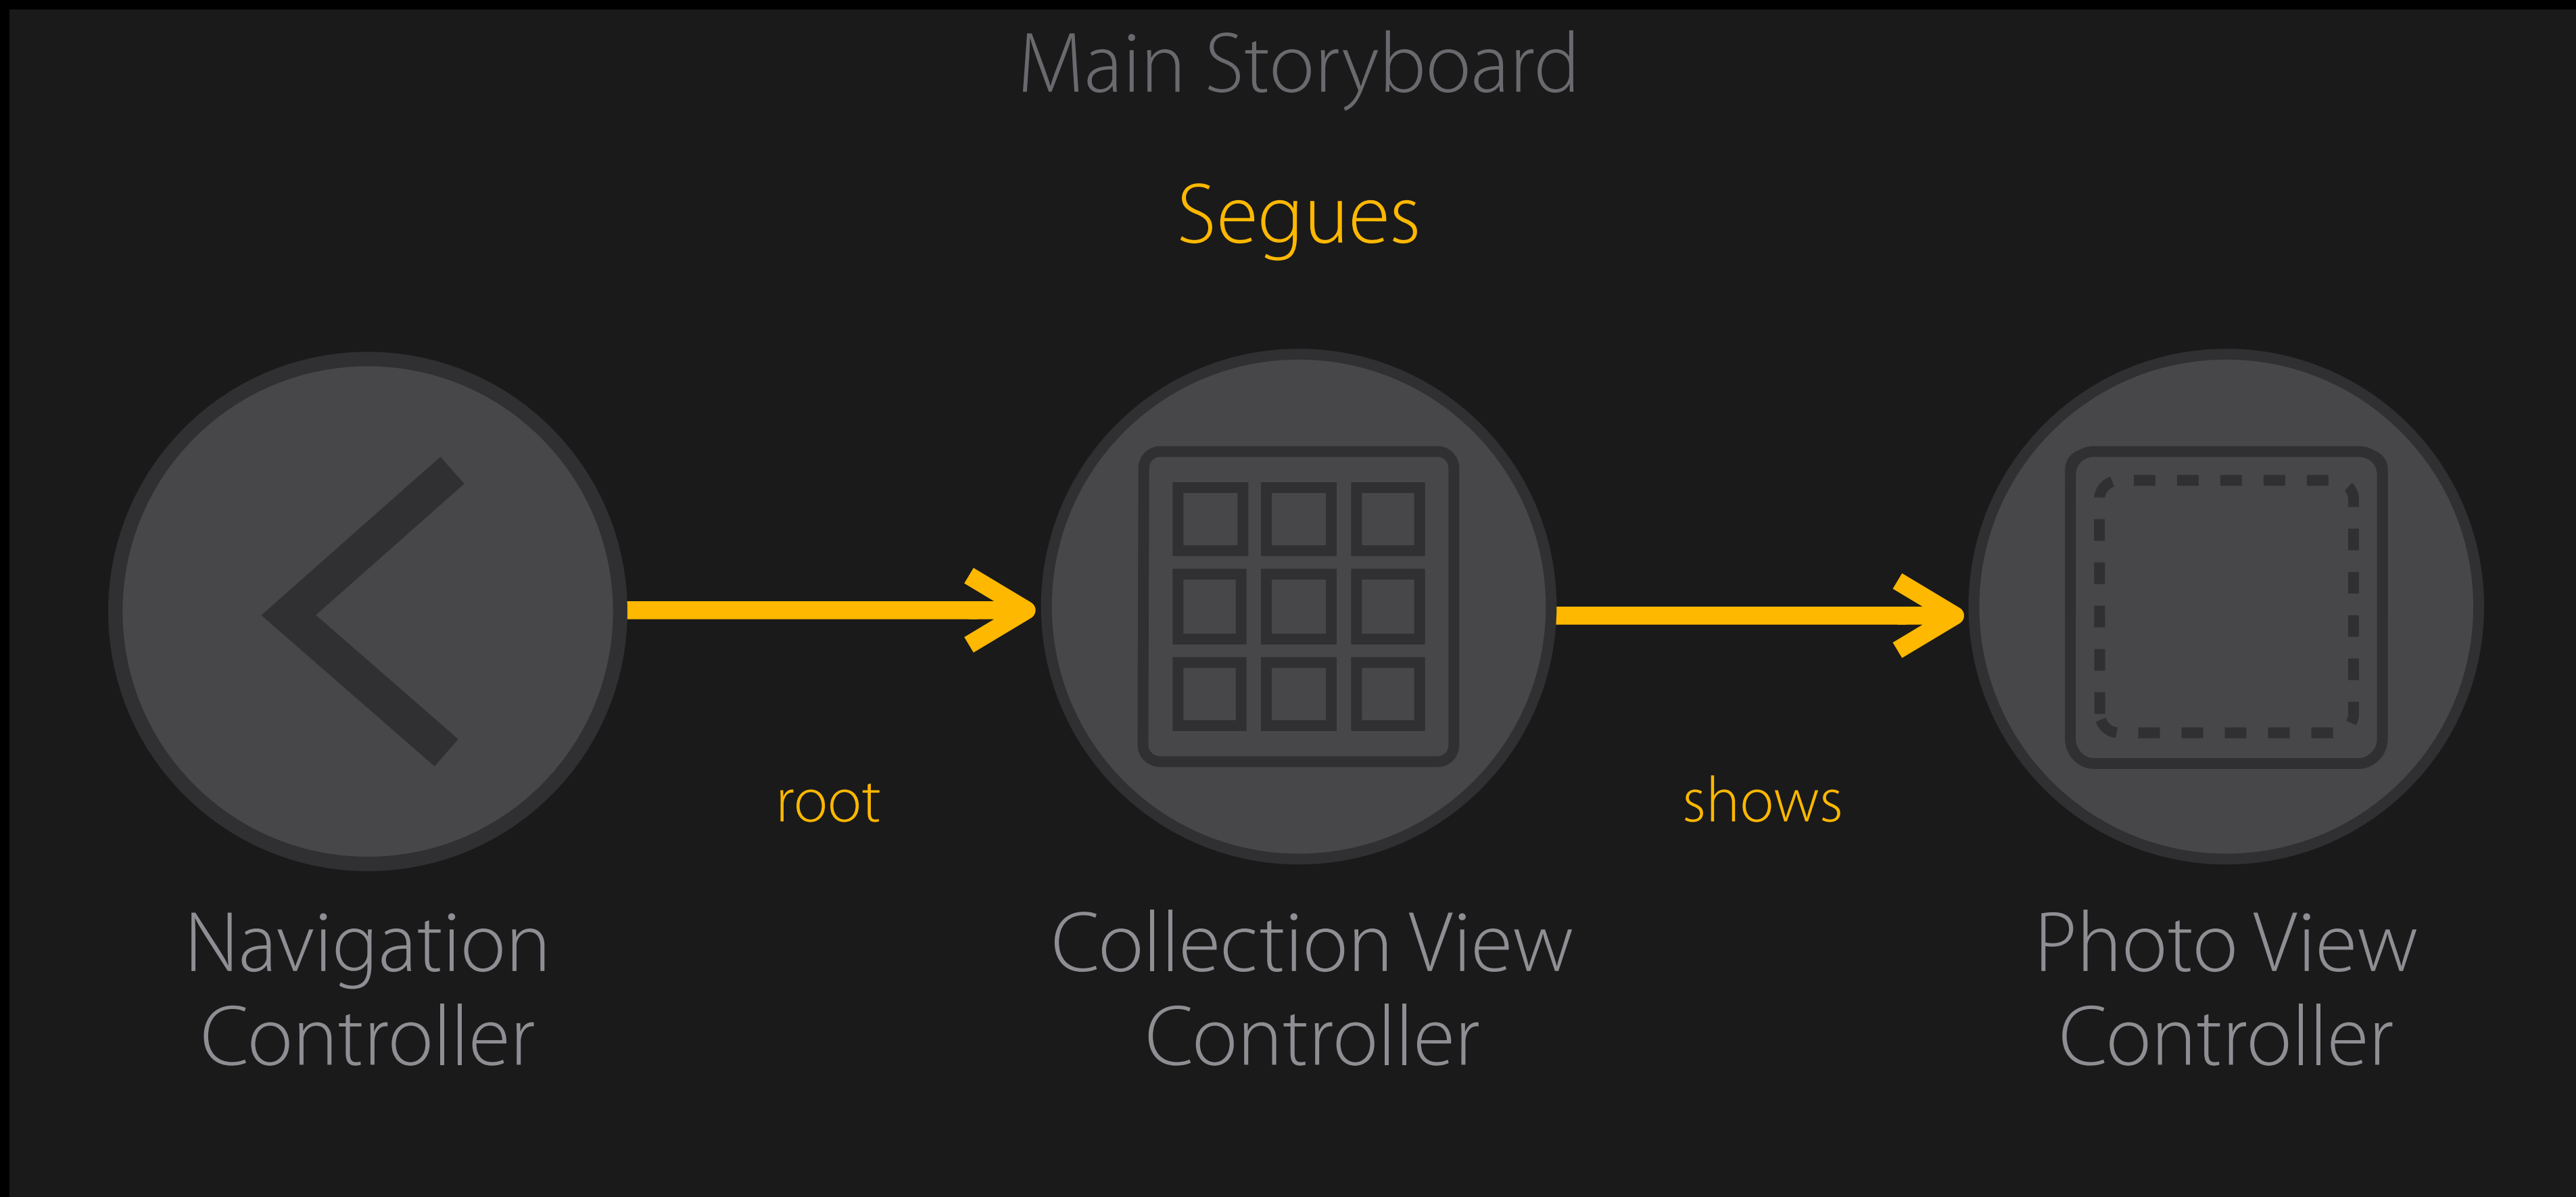 Main Storyboard
Segues
root
shows
Navigation
Controller
Collection View
Controller
Photo View
Controller